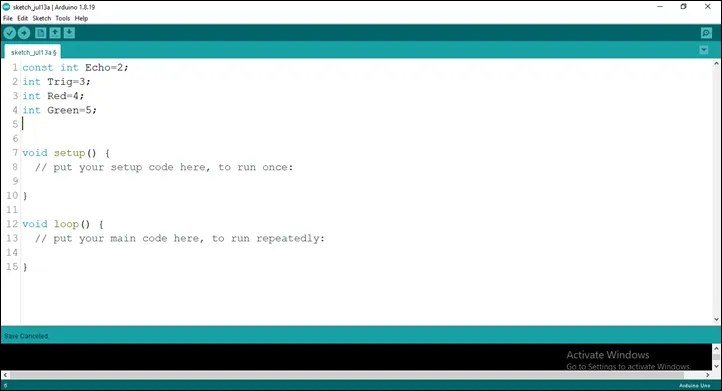 sketch_jul13a | Arduino 1.8.19
File Edit Sketch Tools Help
sketch_jul13a §
1 const int Echo=2;
2 int Trig=3;
3 int Red=4;
4 int Green=5;
5
6
7 void setup() {
8 // put your setup code here, to run once:
9
10 }
11
12 void loop() {
13 // put your main code here, to run repeatedly:
14
15 }
Save Canceled.
Activate Windows
Go to Settings to activate Windows.
6
Arduino Uno